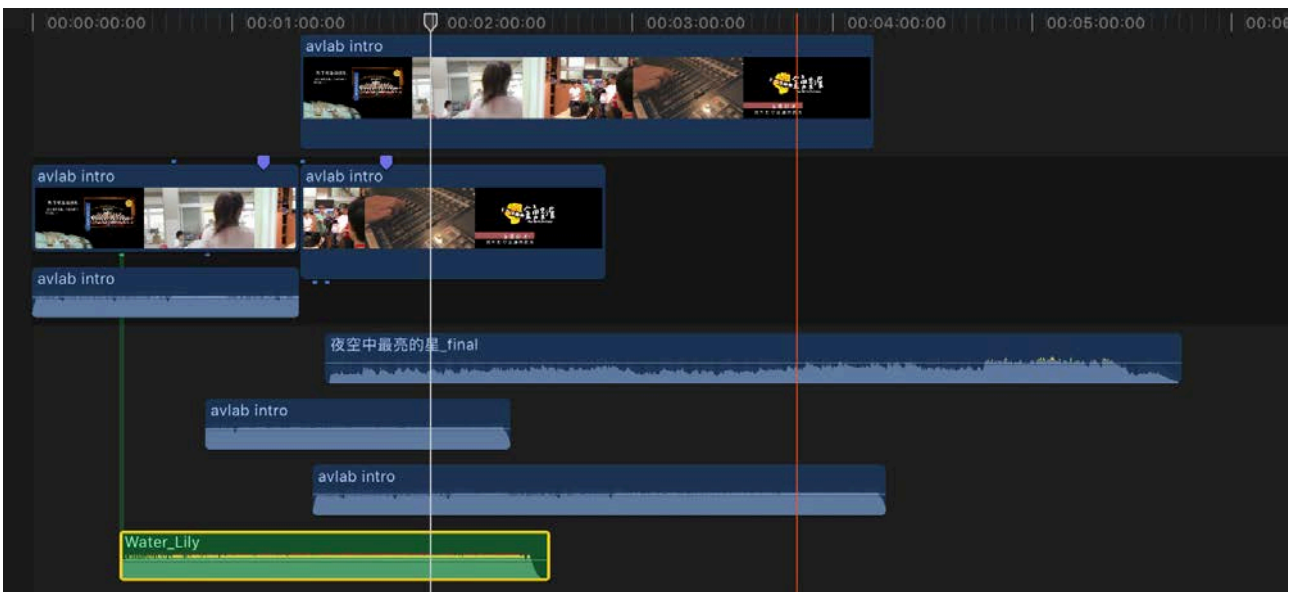 00:00:00:00
00:01:00:00
00:02:00:00
00:03:00:00
00:04:00:00
00:05:00:00
avlab intro
avlab intro
avlab intro
avlab intro
夜空中最亮的星_final
avlab intro
avlab intro
Water_Lily